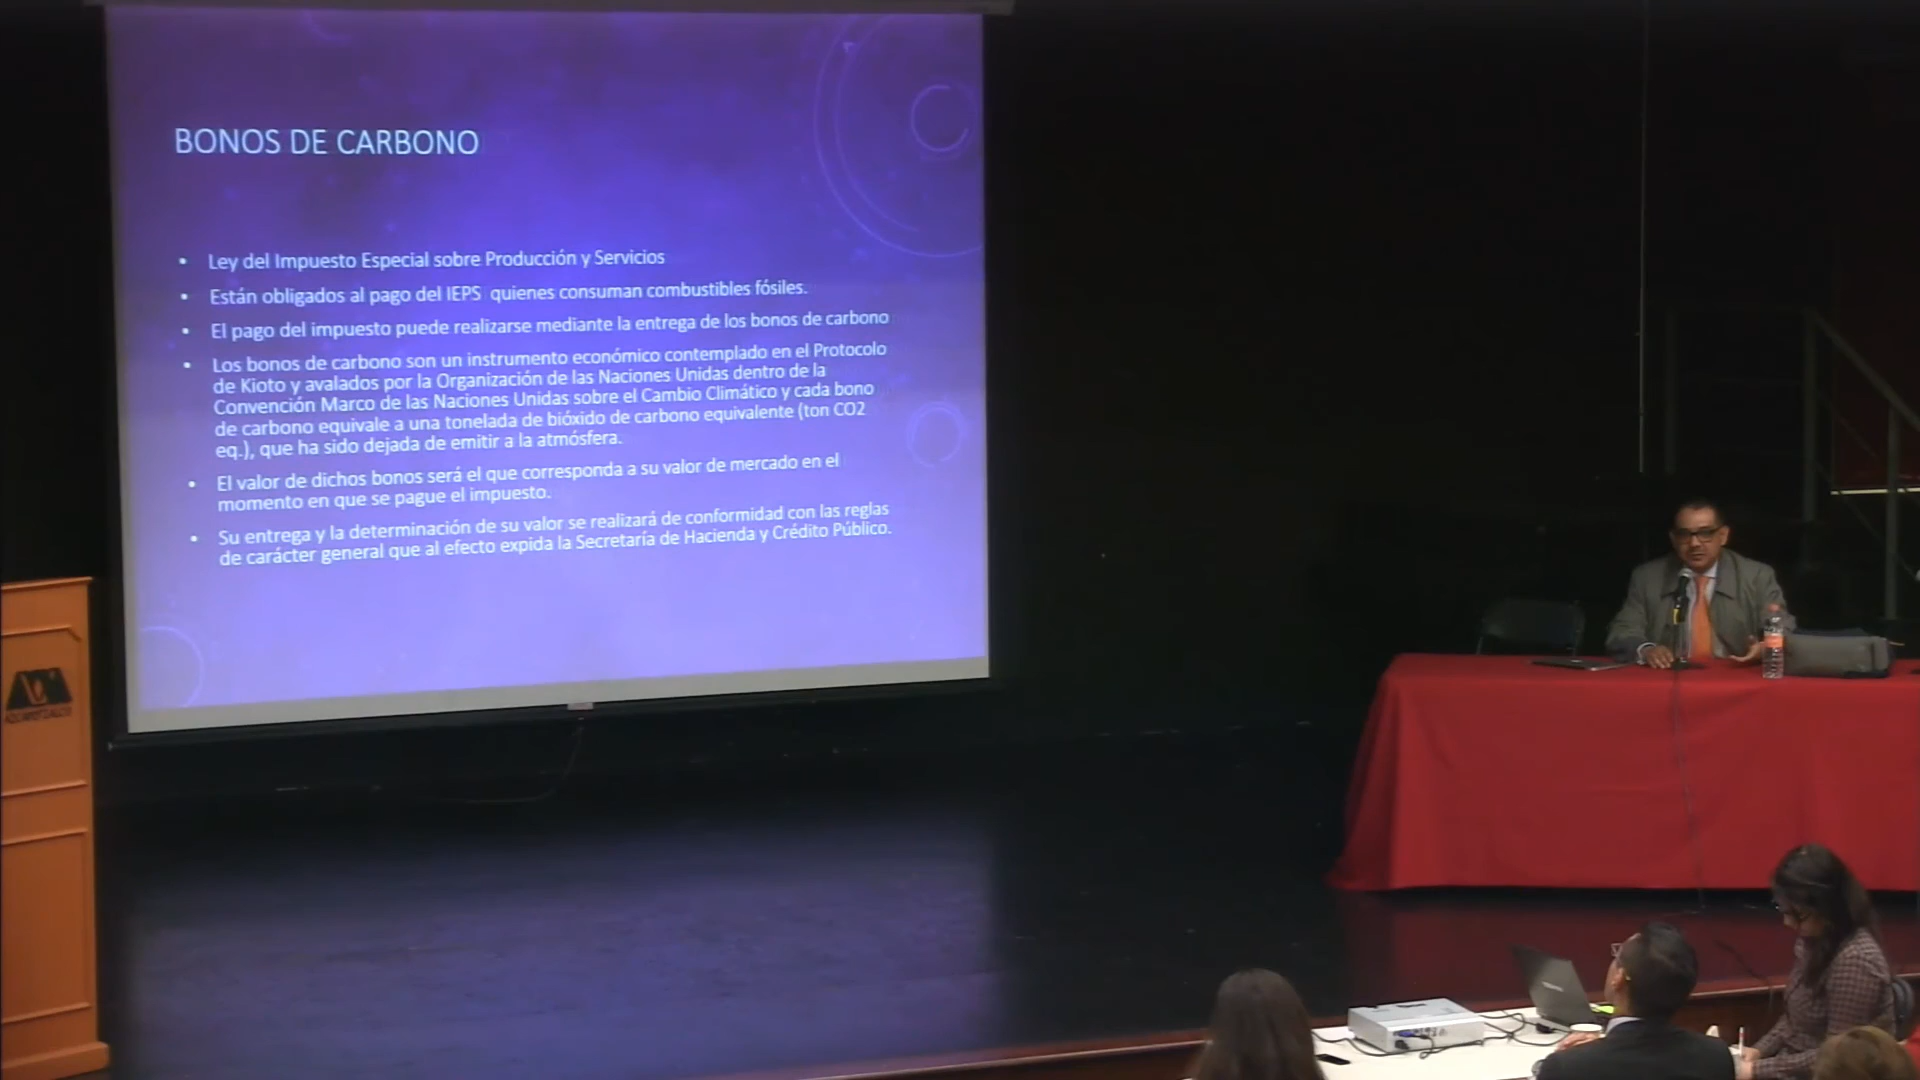 BONOS DE CARBONO
• Ley del Impuesto Especial sobre Producción y Servicios
• Están obligados al pago del IEPS quienes consuman combustibles fósiles.
• El pago del impuesto puede realizarse mediante la entrega de los bonos de carbono
• Los bonos de carbono son un instrumento económico contemplado en el Protocolo
de Kioto y avalados por la Organización de las Naciones Unidas dentro de la
Convención Marco de las Naciones Unidas sobre el Cambio Climático y cada bono
de carbono equivale a una tonelada de bióxido de carbono equivalente (ton CO2
eq.), que ha sido dejada de emitir a la atmósfera.
• El valor de dichos bonos será el que corresponda a su valor de mercado en el
momento en que se pague el impuesto.
• Su entrega y la determinación de su valor se realizará de conformidad con las reglas
de carácter general que al efecto expida la Secretaría de Hacienda y Crédito Público.